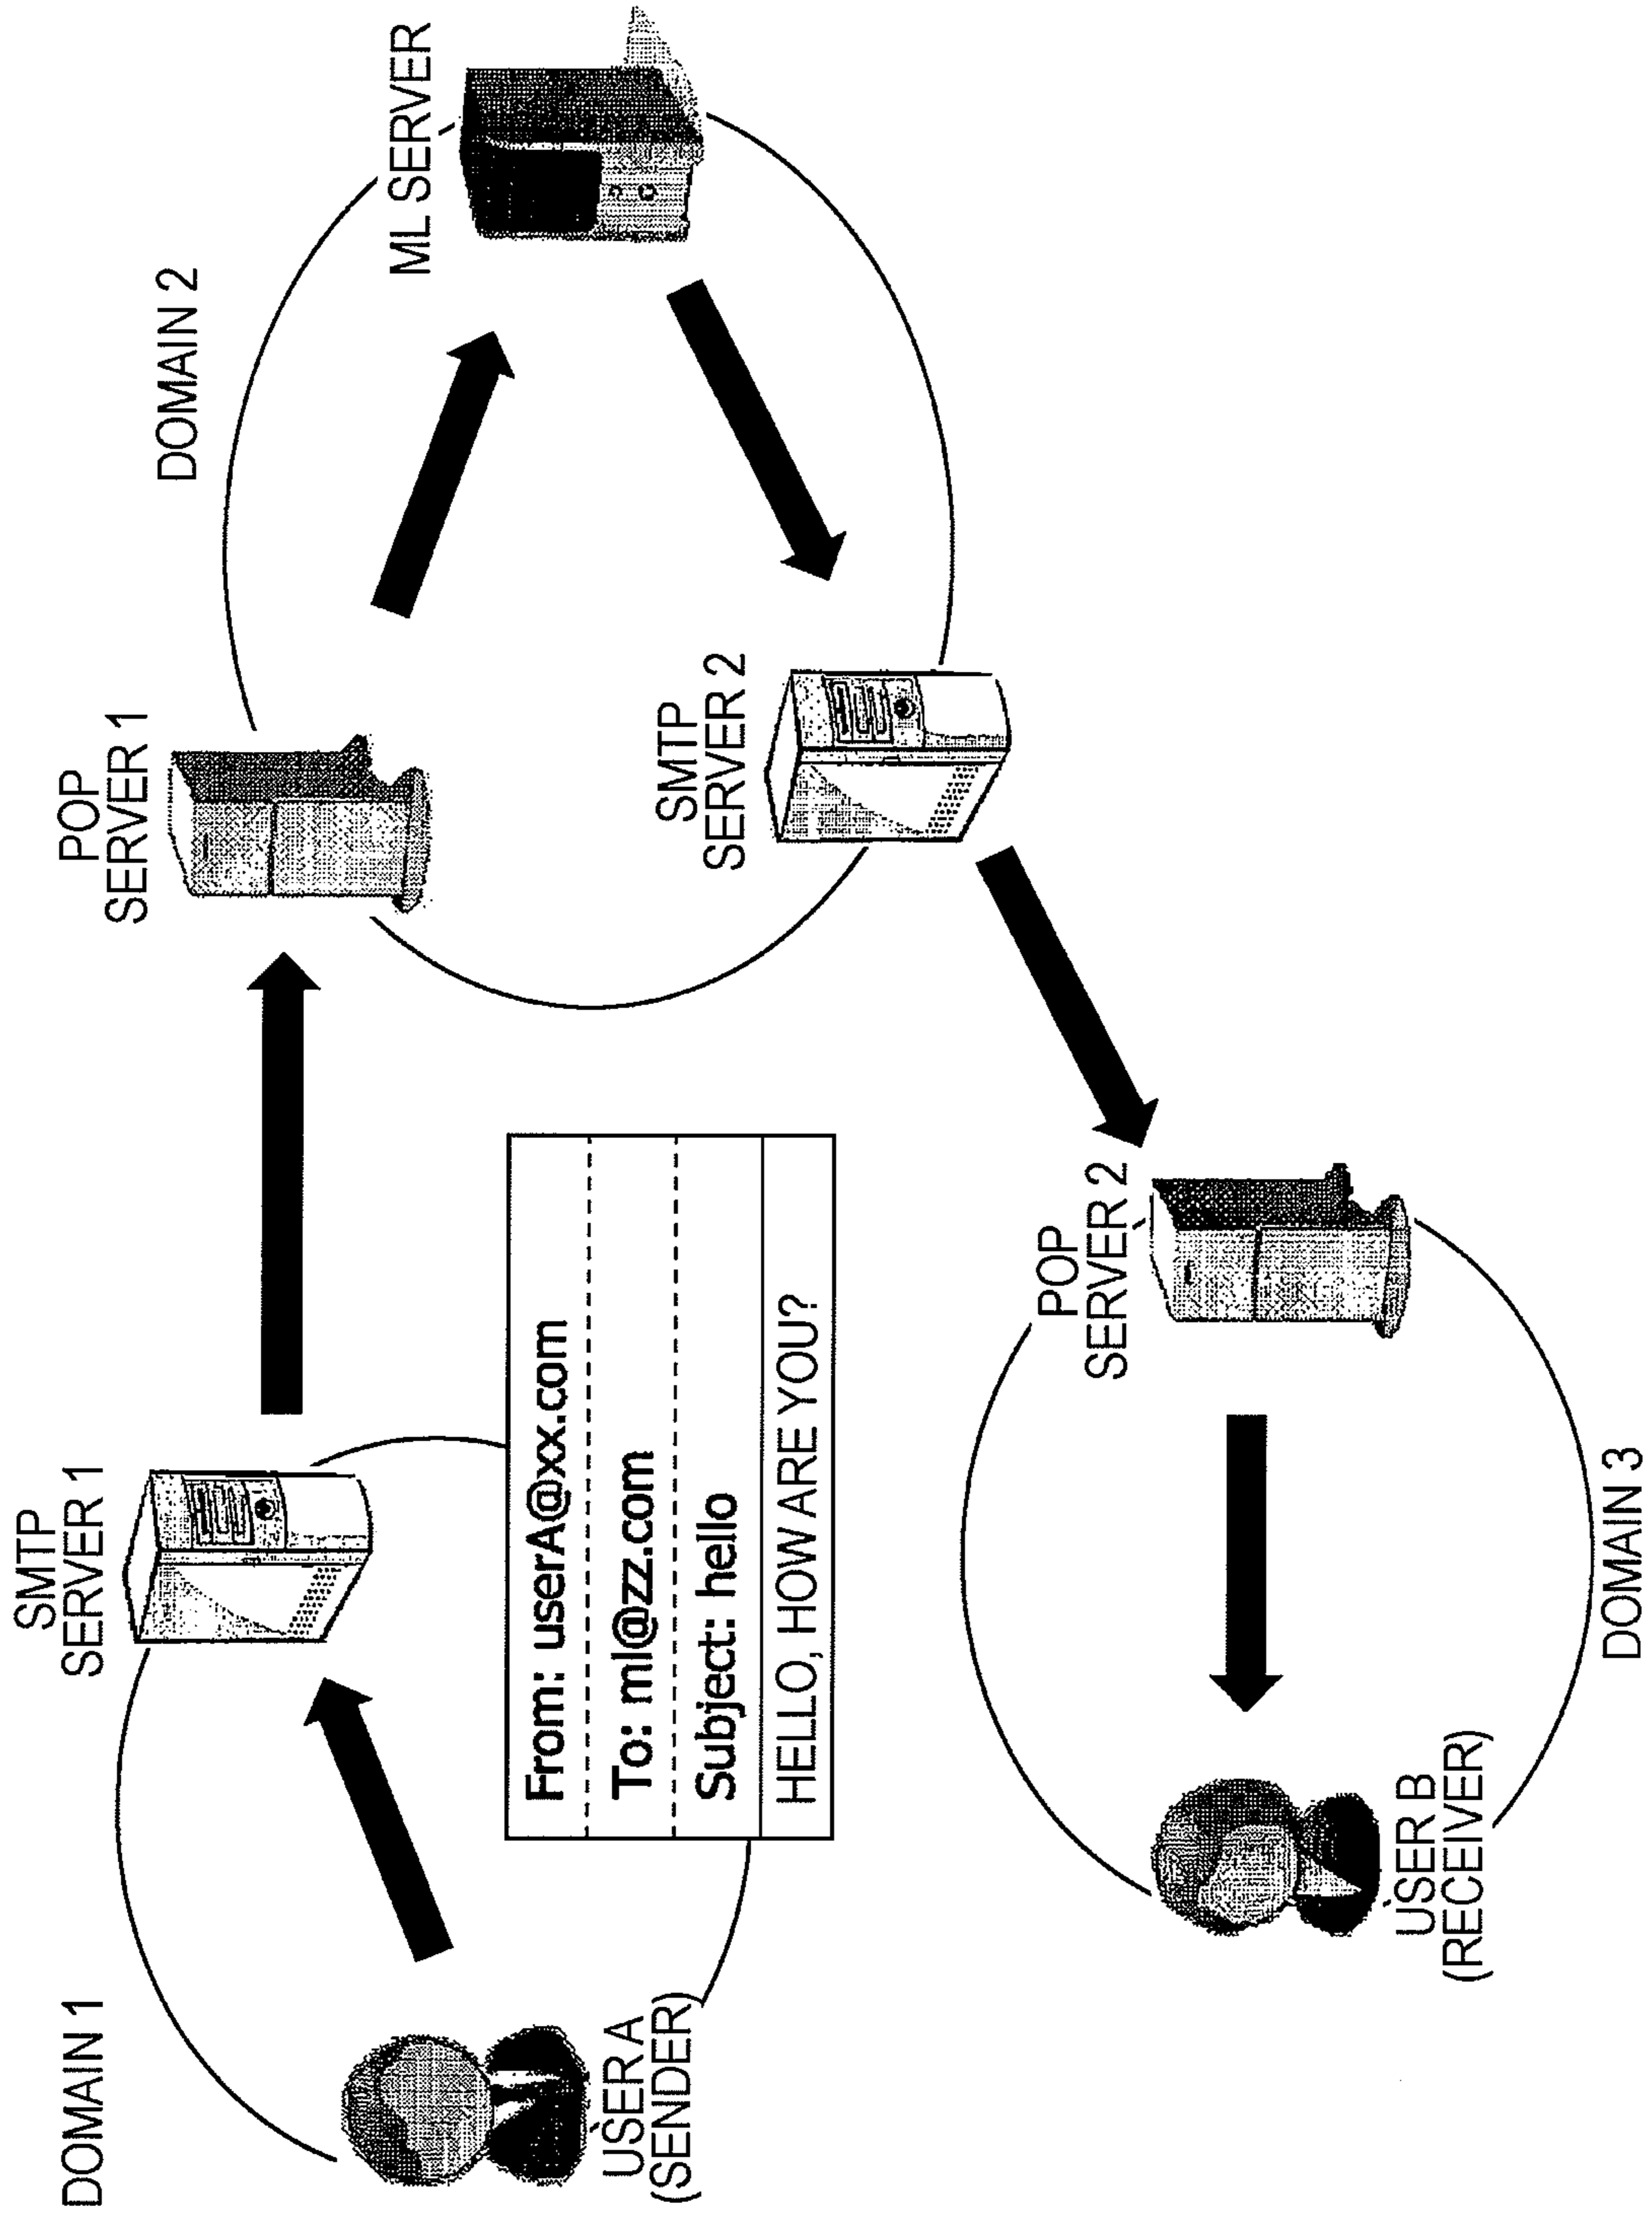 DOMAIN 1
SMTP
SERVER 1
POP
SERVER 1
DOMAIN 2
ML SERVER
USER A
(SENDER)
From: userA@xx.com
To: ml@zz.com
Subject: hello
HELLO, HOW ARE YOU?
SMTP
SERVER 2
POP
SERVER 2
USER B
(RECEIVER)
DOMAIN 3